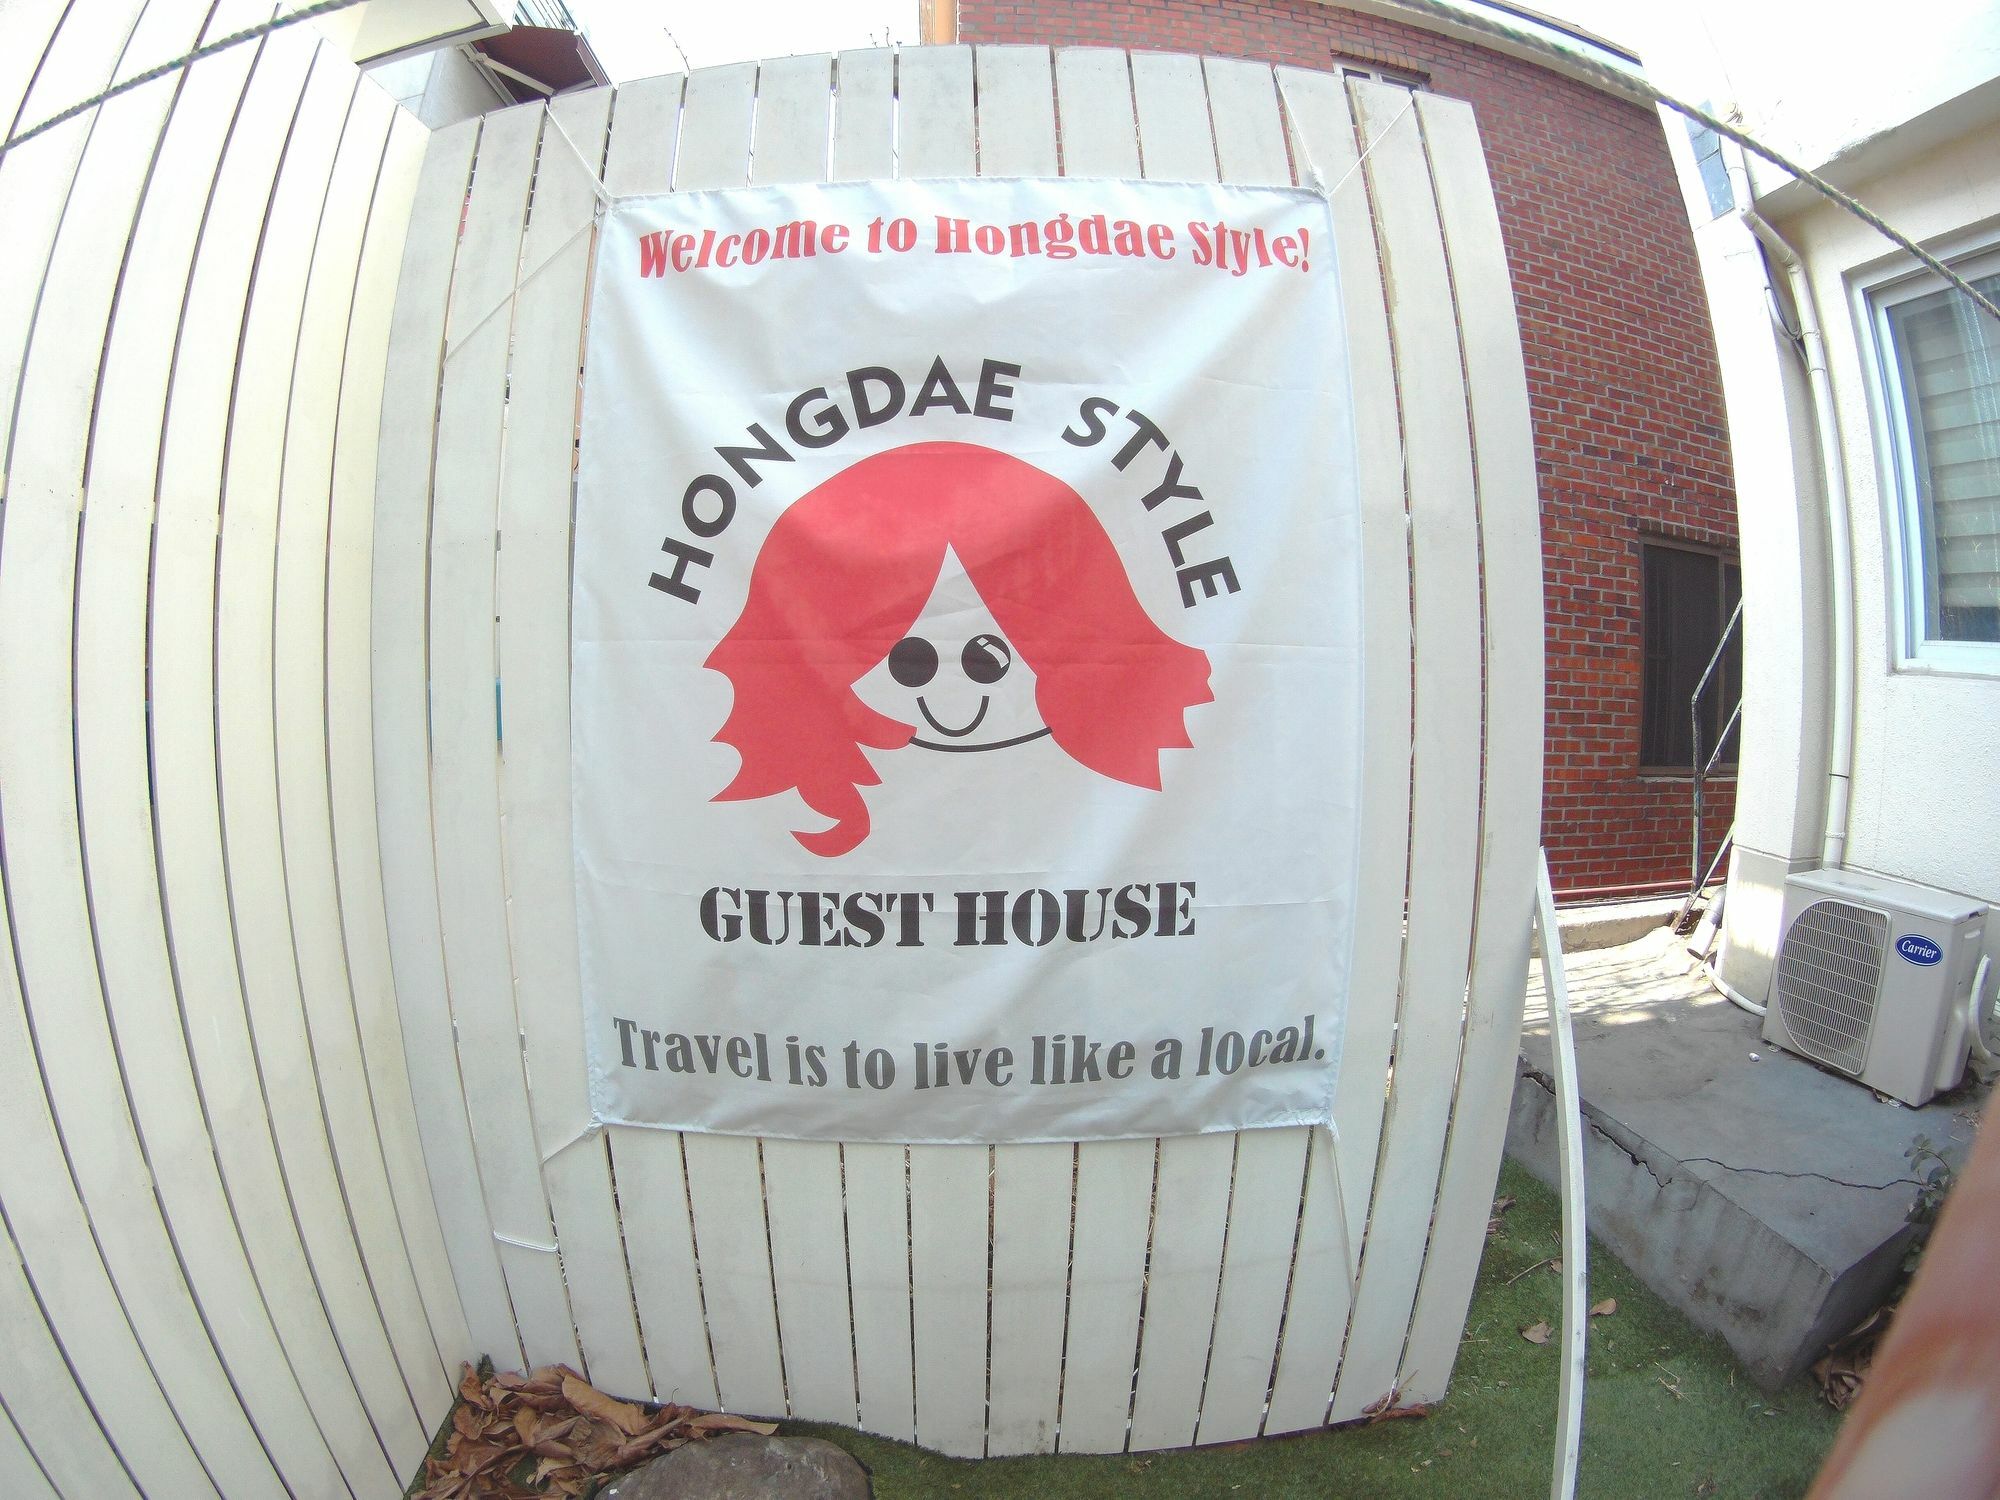 Welcome to Hongdae Style!
HONGDAE STYLE
GUEST HOUSE
Travel is to live like a local.
Carrier